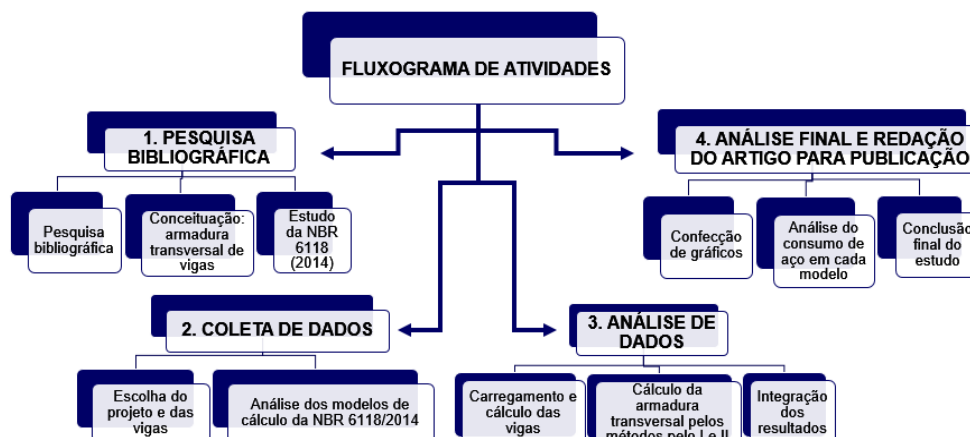 FLUXOGRAMA DE ATIVIDADES
1. PESQUISA
BIBLIOGRÁFICA
Pesquisa
bibliográfica
Conceituação:
armadura
transversal de
vigas
Estudo
da NBR
6118
(2014)
4. ANÁLISE FINAL E REDAÇÃO
DO ARTIGO PARA PUBLICAÇÃO
Confecção
de gráficos
Análise do
consumo de
aço em cada
modelo
Conclusão
final do
estudo
2. COLETA DE DADOS
Escolha do
projeto e das
vigas
Análise dos modelos de
cálculo da NBR 6118/2014
3. ANÁLISE DE
DADOS
Carregamento e
cálculo das
vigas
Cálculo da
armadura
transversal pelos
métodos pelo I e II
Integração
dos
resultados